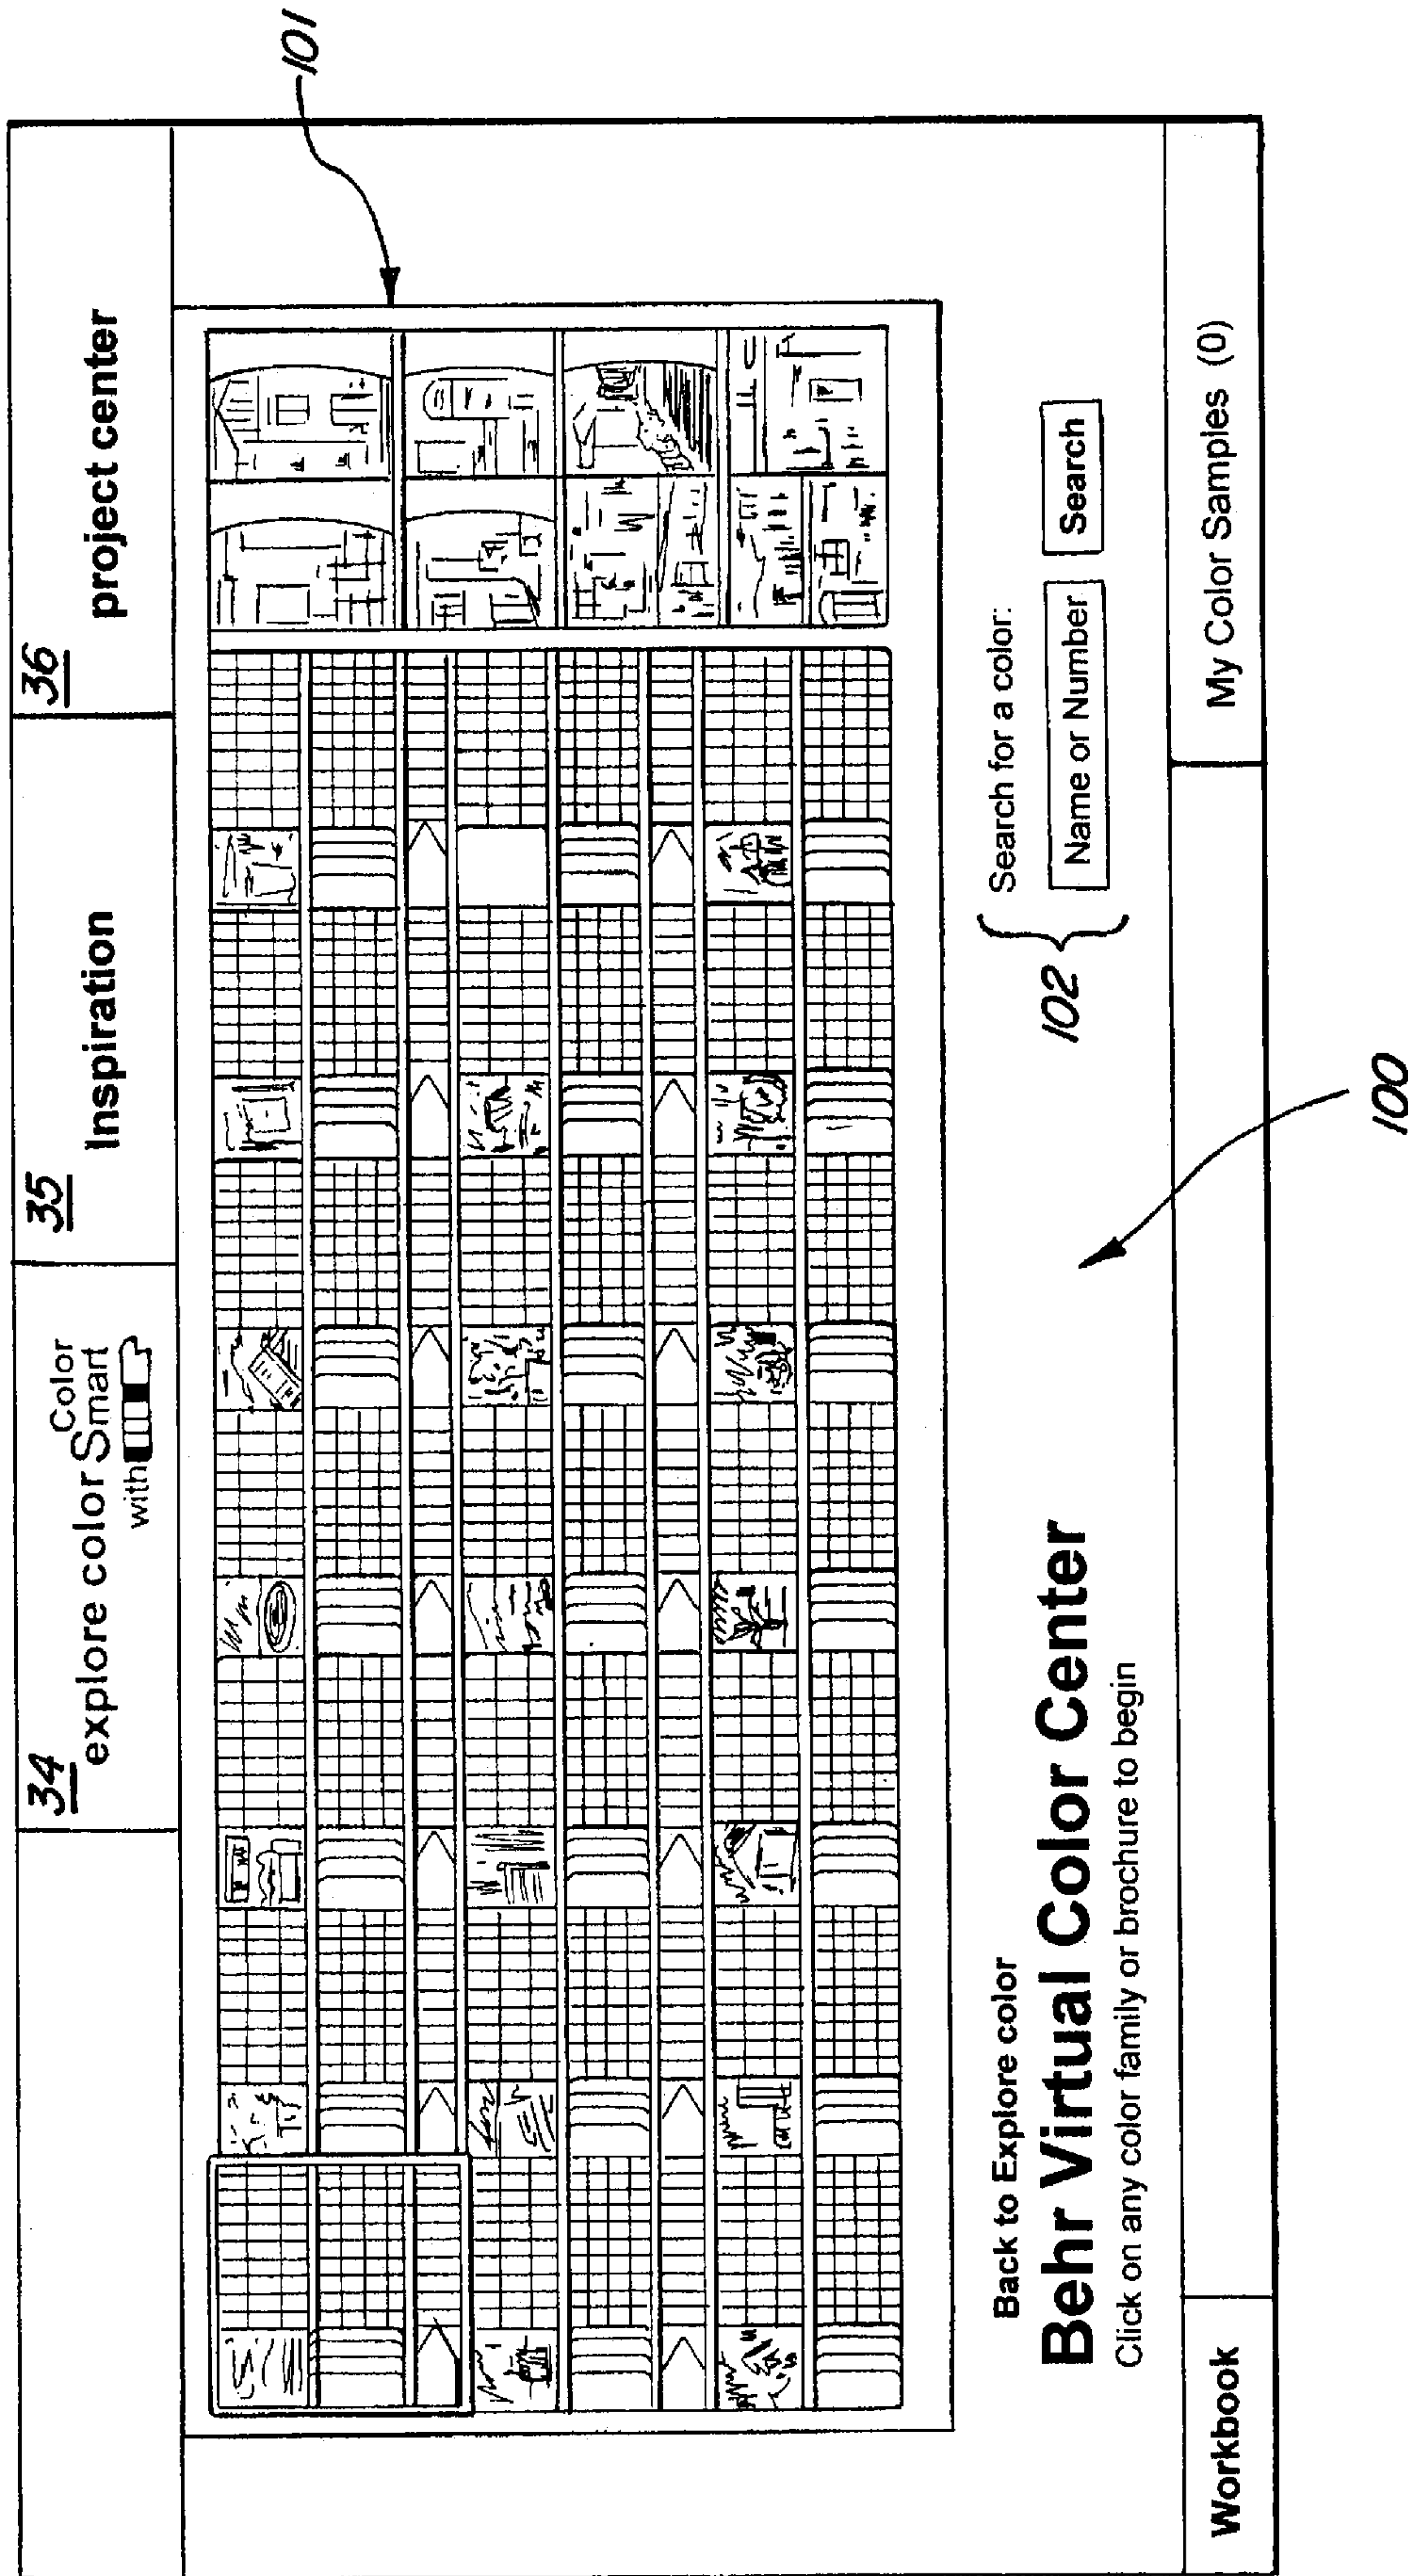 34
explore color
Color
Smart
with
35
Inspiration
36
project center
101
Back to Explore color
Behr Virtual Color Center
Click on any color family or brochure to begin
102
Search for a color:
Name or Number
Search
Workbook
My Color Samples (0)
100